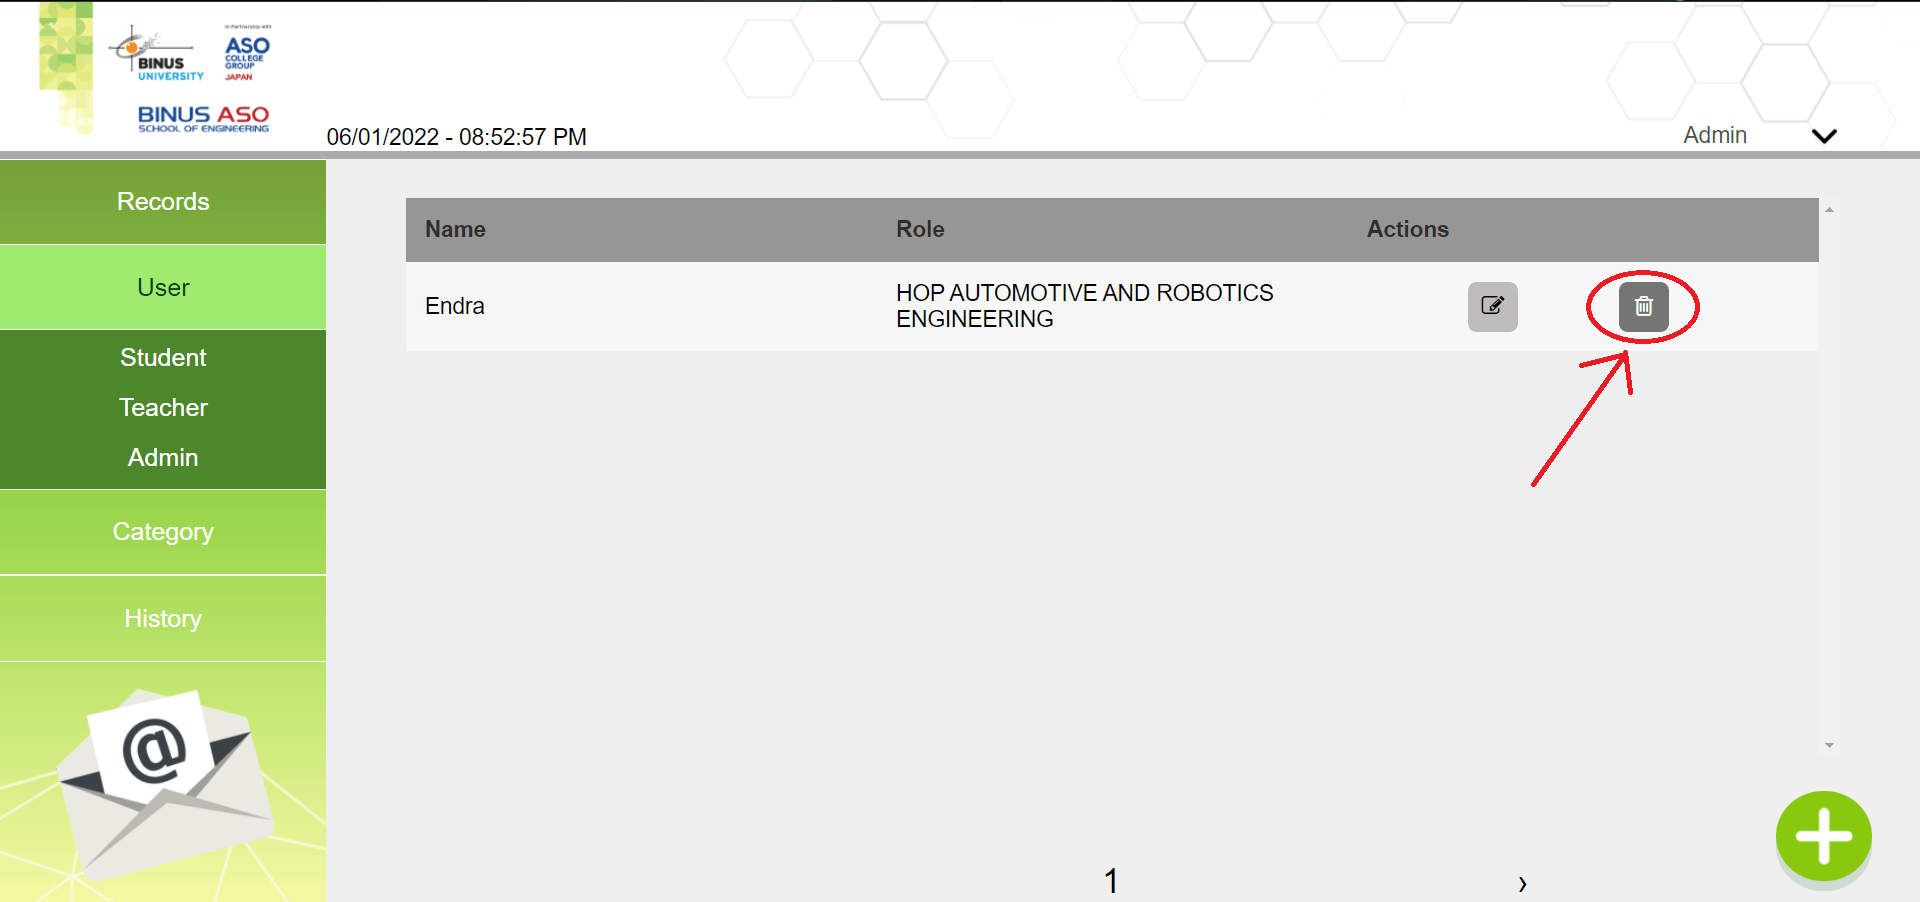 In Partnership with
BINUS
UNIVERSITY
ASO
COLLEGE
GROUP
JAPAN
BINUS ASO
SCHOOL OF ENGINEERING
06/01/2022 - 08:52:57 PM
Admin
Records
User
Student
Teacher
Admin
Category
History
@
Name Role Actions
Endra
HOP AUTOMOTIVE AND ROBOTICS
ENGINEERING
1 ›